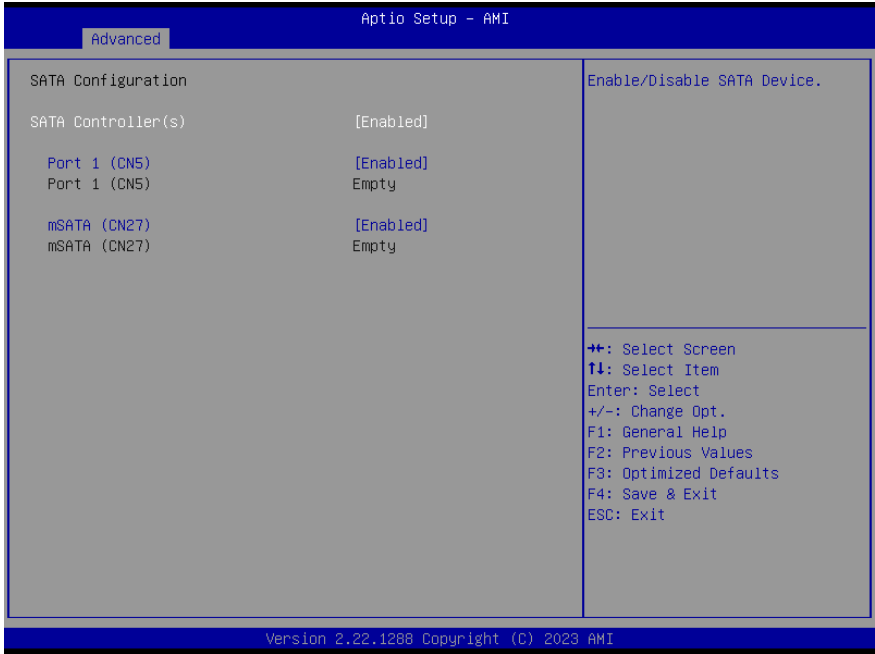 Aptio Setup – AMI
Advanced
SATA Configuration
SATA Controller(s) [Enabled]
Port 1 (CN5) [Enabled]
Port 1 (CN5) Empty
mSATA (CN27) [Enabled]
mSATA (CN27) Empty
Enable/Disable SATA Device.
→←: Select Screen
↑↓: Select Item
Enter: Select
+/-: Change Opt.
F1: General Help
F2: Previous Values
F3: Optimized Defaults
F4: Save & Exit
ESC: Exit
Version 2.22.1288 Copyright (C) 2023 AMI